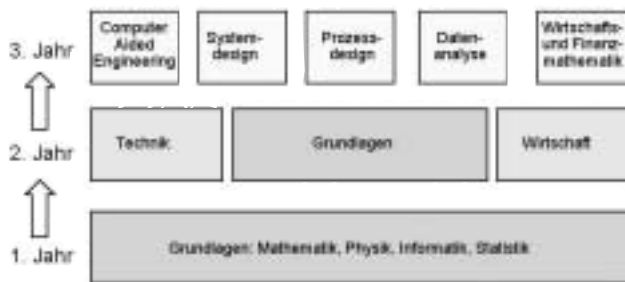 3. Jahr
Computer
Aided
Engineering
System-
design
Prozess-
design
Daten-
analyse
Wirtschafts-
und Finanz-
mathematik
2. Jahr
Technik
Grundlagen
Wirtschaft
1. Jahr
Grundlagen: Mathematik, Physik, Informatik, Statistik